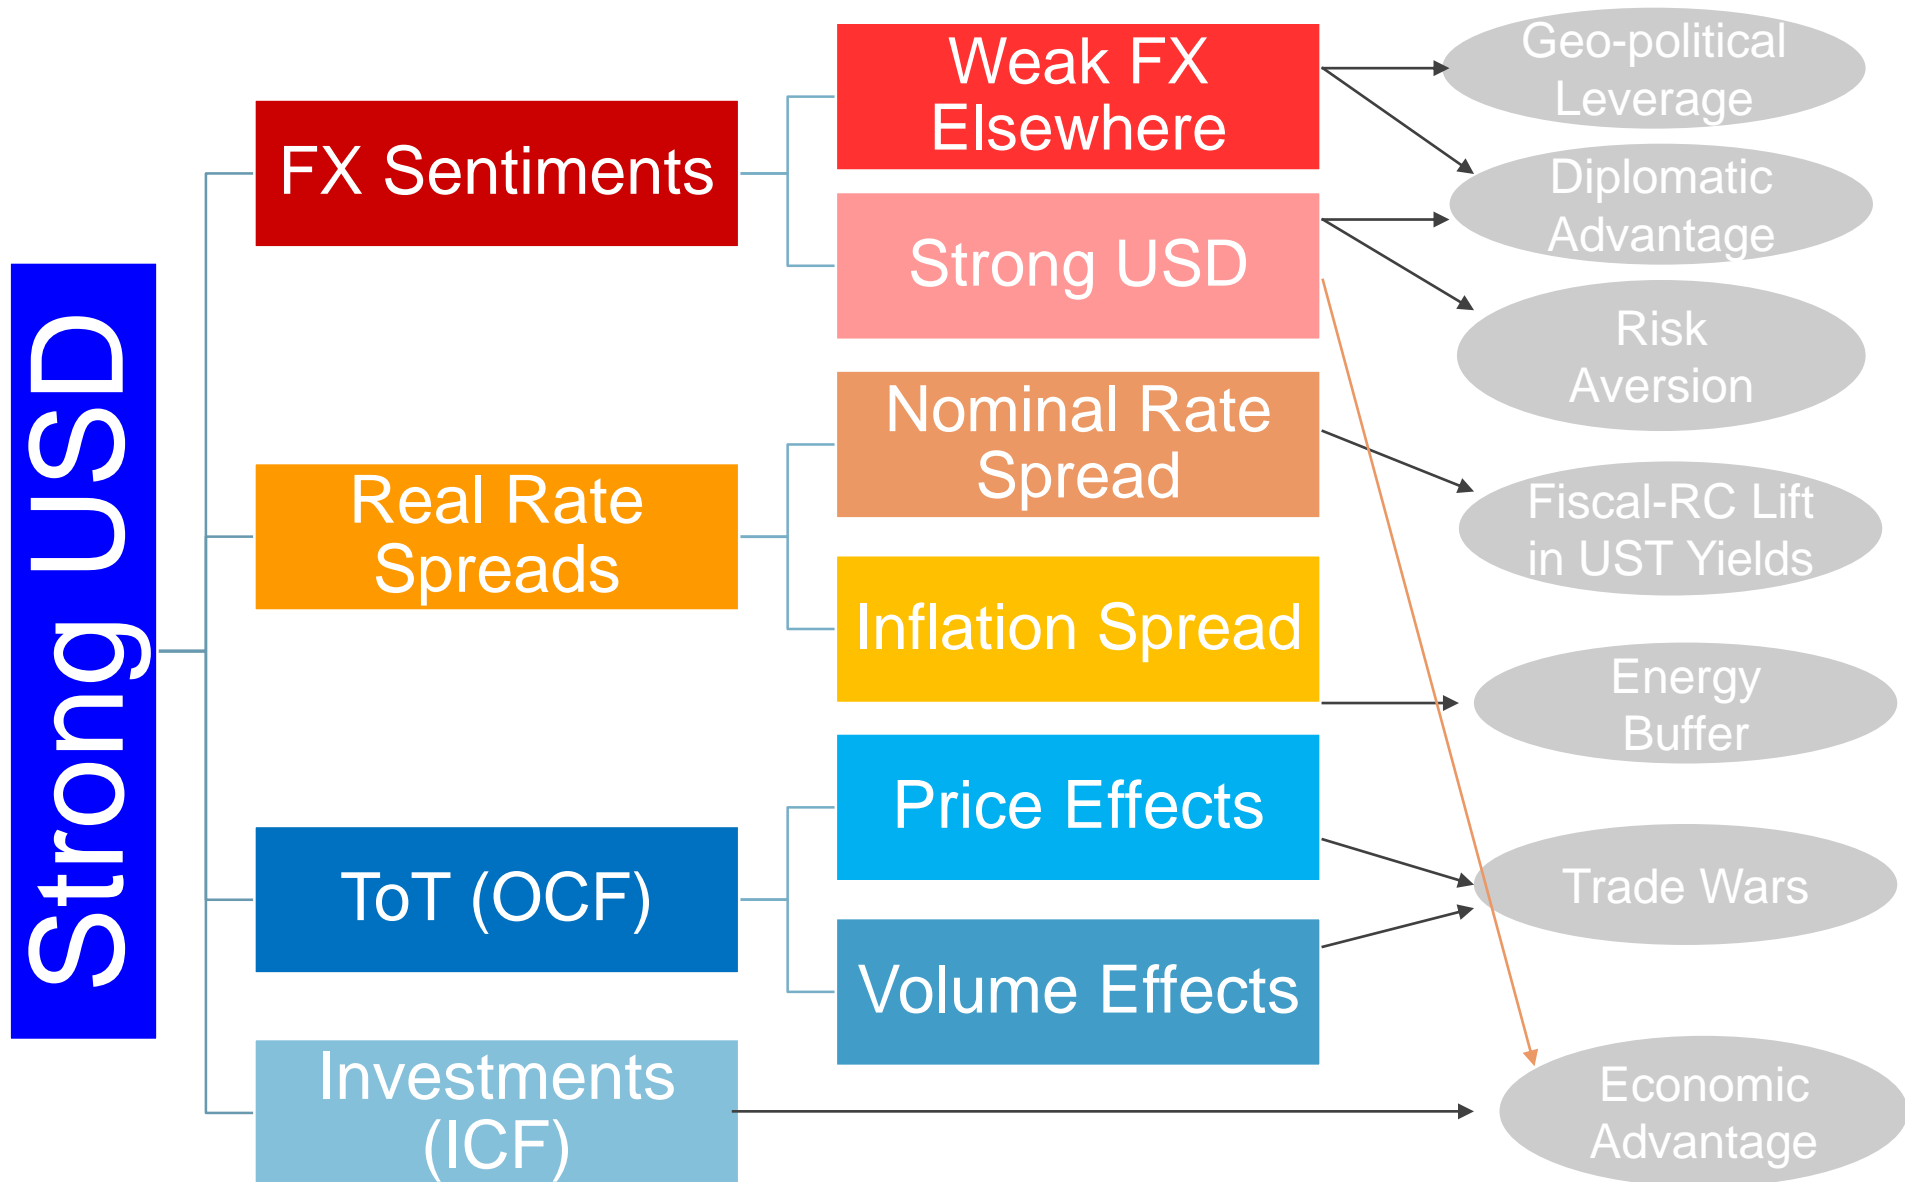 Strong USD
FX Sentiments
Real Rate
Spreads
ToT (OCF)
Investments
(ICF)
Weak FX
Elsewhere
Strong USD
Nominal Rate
Spread
Inflation Spread
Price Effects
Volume Effects
Geo-political
Leverage
Diplomatic
Advantage
Risk
Aversion
Fiscal-RC Lift
in UST Yields
Energy
Buffer
Trade Wars
Economic
Advantage